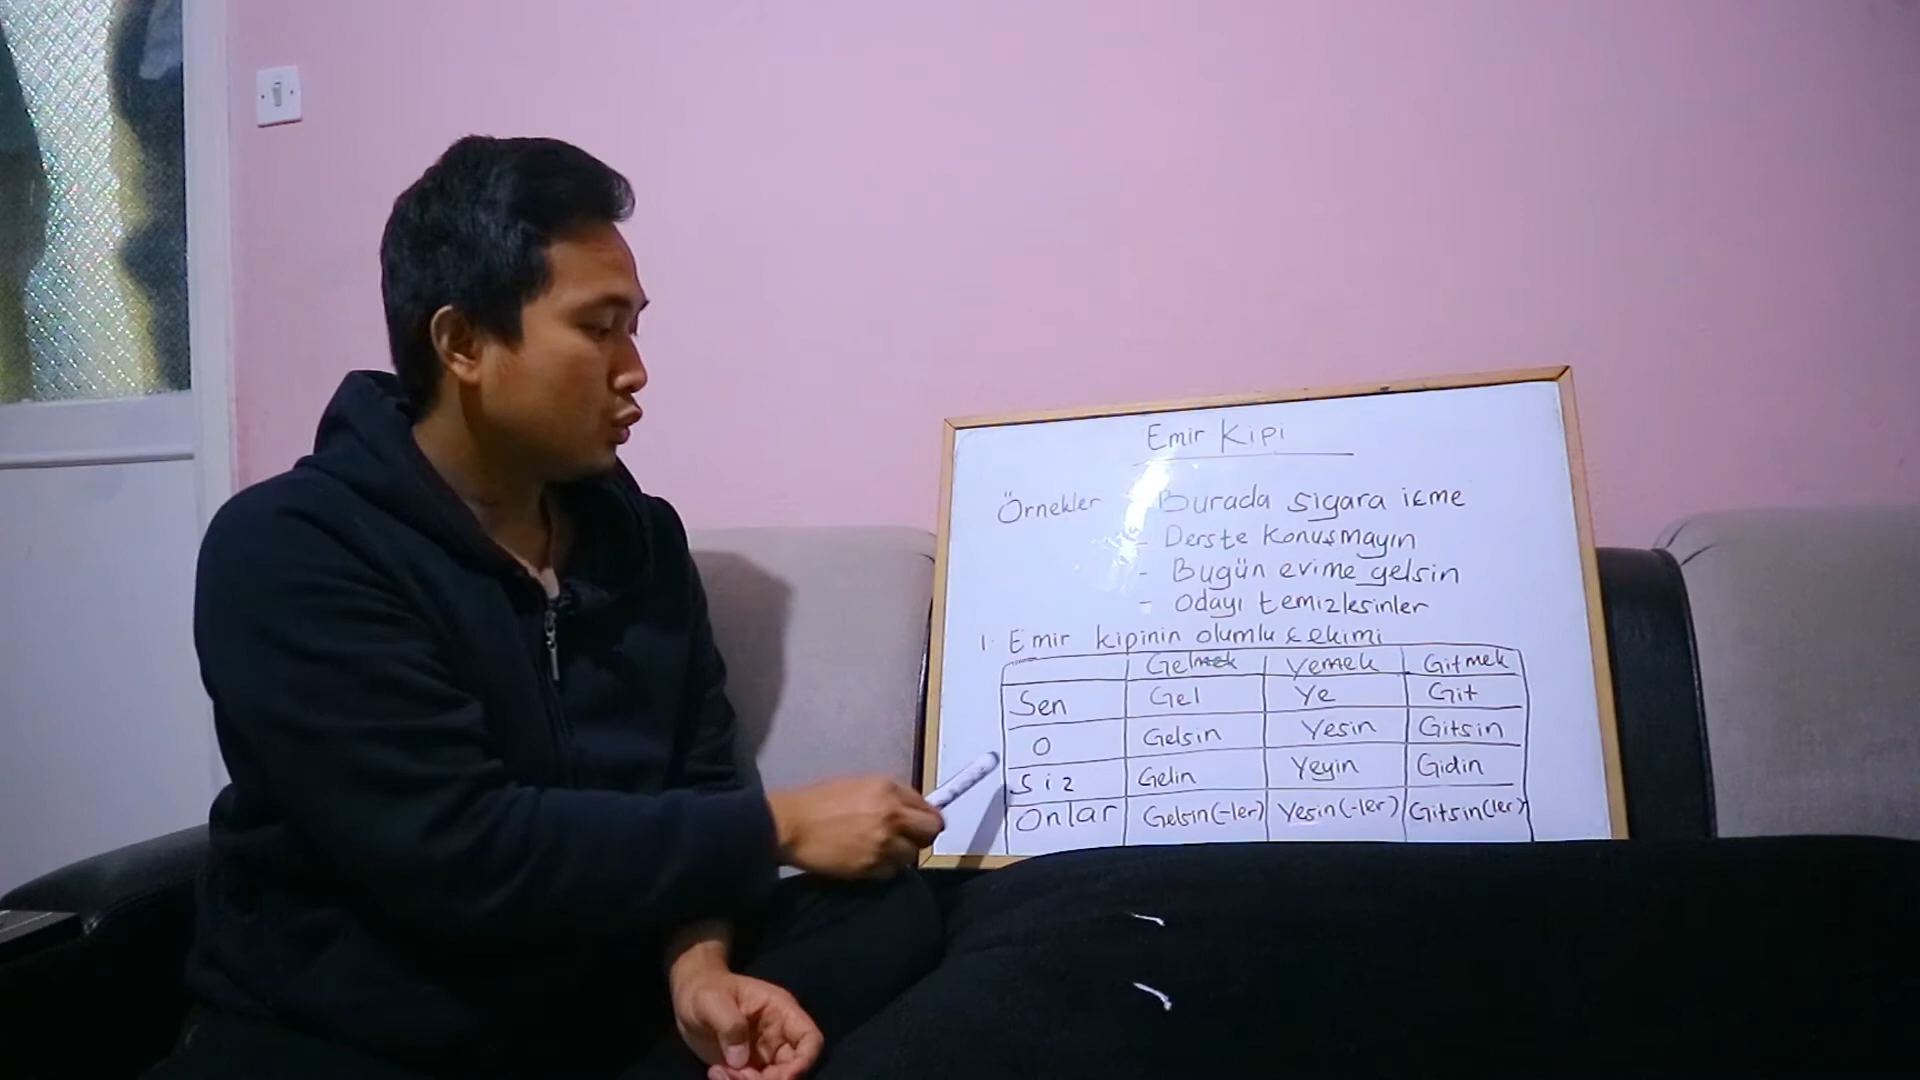 Emir Kipi
Örnekler - Burada sigara içme
- Derste konuşmayın
- Bugün evime gelsin
- Odayı temizlesinler
1. Emir kipinin olumlu çekimi
Gelmek Yemek Gitmek
Sen Gel Ye Git
O Gelsin Yesin Gitsin
Siz Gelin Yeyin Gidin
Onlar Gelsin(-ler) Yesin(-ler) Gitsin(ler)